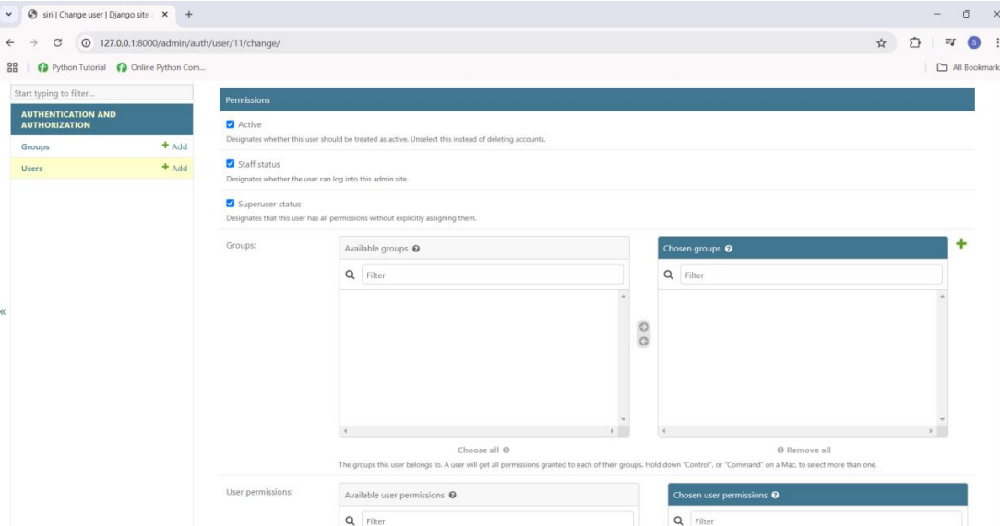 siri | Change user | Django site
127.0.0.1:8000/admin/auth/user/11/change/
S
Python Tutorial
Online Python Com...
All Bookmark
Start typing to filter...
AUTHENTICATION AND
AUTHORIZATION
Groups
+ Add
Users
+ Add
«
Permissions
Active
Designates whether this user should be treated as active. Unselect this instead of deleting accounts.
Staff status
Designates whether the user can log into this admin site.
Superuser status
Designates that this user has all permissions without explicitly assigning them.
Groups:
Available groups ?
Filter
Chosen groups ?
Filter
Choose all
Remove all
The groups this user belongs to. A user will get all permissions granted to each of their groups. Hold down "Control", or "Command" on a Mac, to select more than one.
User permissions:
Available user permissions ?
Filter
Chosen user permissions ?
Filter